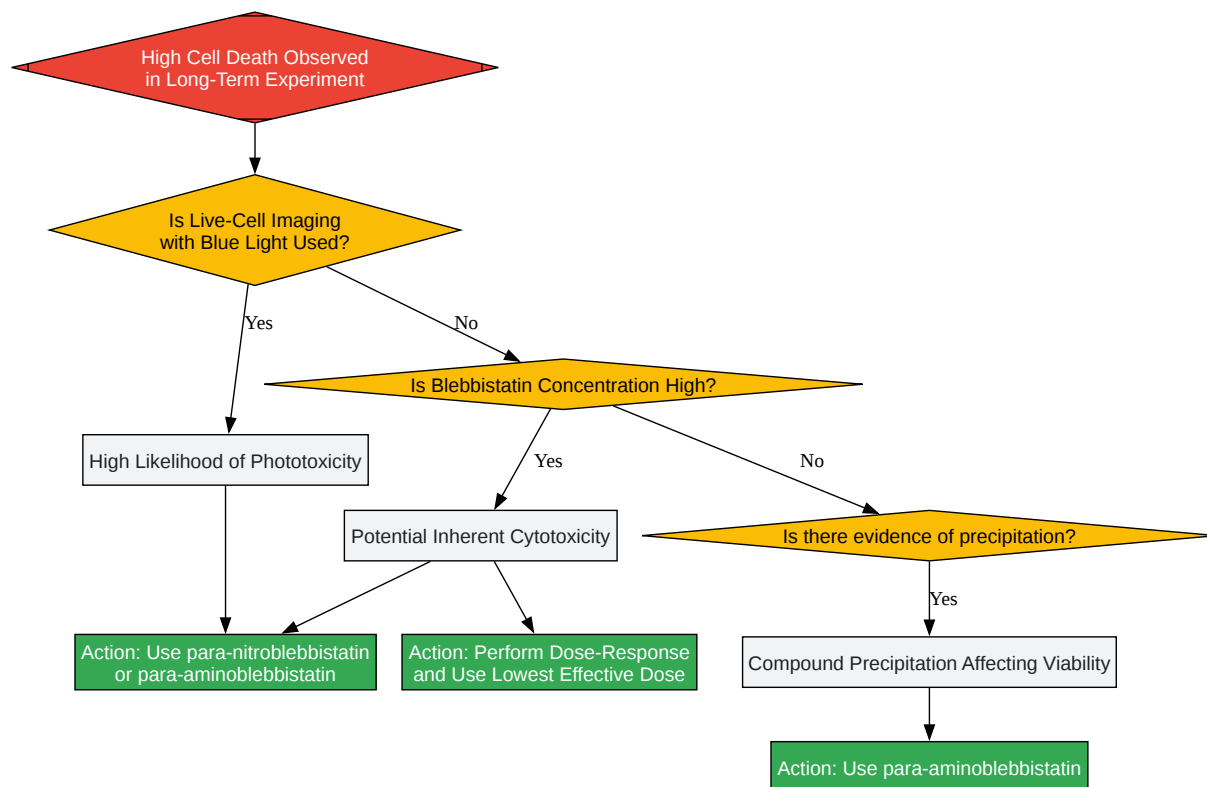 High Cell Death Observed
in Long-Term Experiment
Is Live-Cell Imaging
with Blue Light Used?
Yes
No
Is Blebbistatin Concentration High?
High Likelihood of Phototoxicity
Yes
No
Potential Inherent Cytotoxicity
Is there evidence of precipitation?
Yes
Action: Use para-nitroblebbistatin
or para-aminoblebbistatin
Action: Perform Dose-Response
and Use Lowest Effective Dose
Compound Precipitation Affecting Viability
Action: Use para-aminoblebbistatin